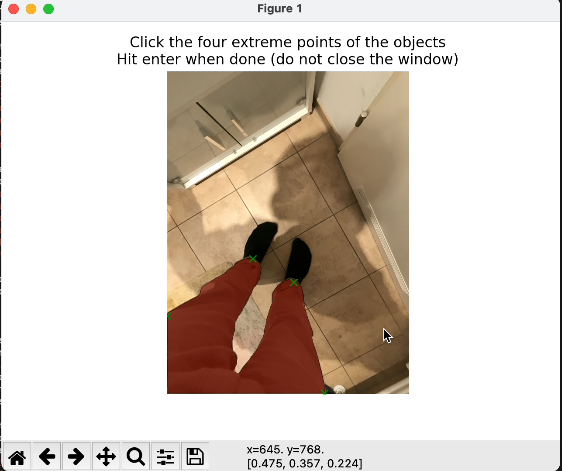 Figure 1
Click the four extreme points of the objects
Hit enter when done (do not close the window)
x=645. y=768.
[0.475, 0.357, 0.224]